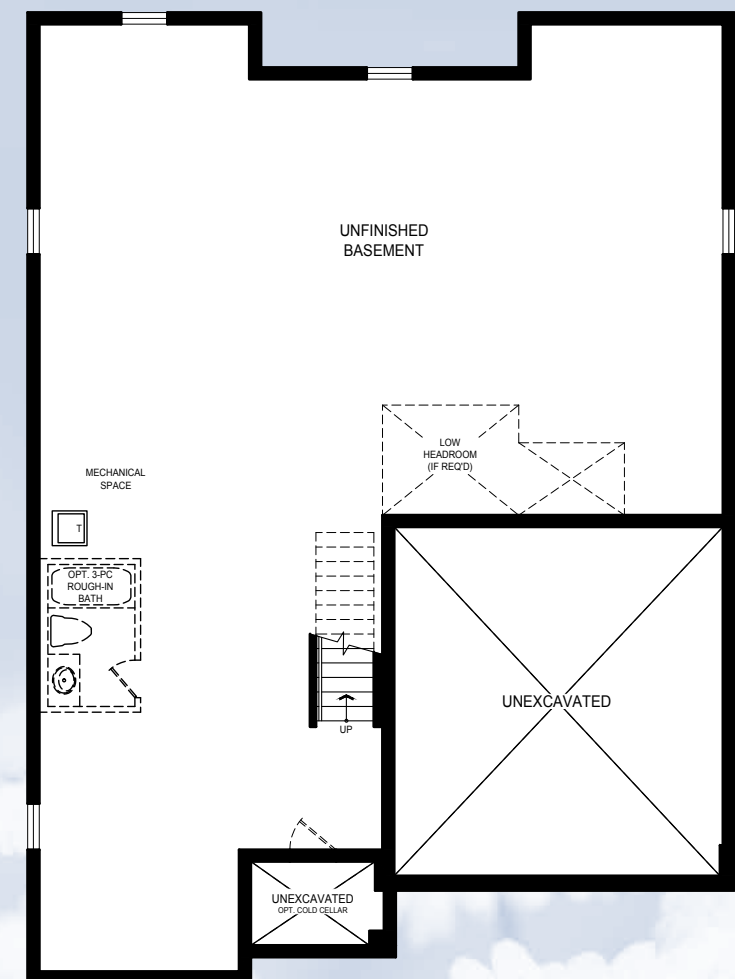 UNFINISHED
BASEMENT
LOW
HEADROOM
(IF REQ'D)
MECHANICAL
SPACE
T
OPT. 3-PC
ROUGH-IN
BATH
UNEXCAVATED
UP
UNEXCAVATED
OPT. COLD CELLAR